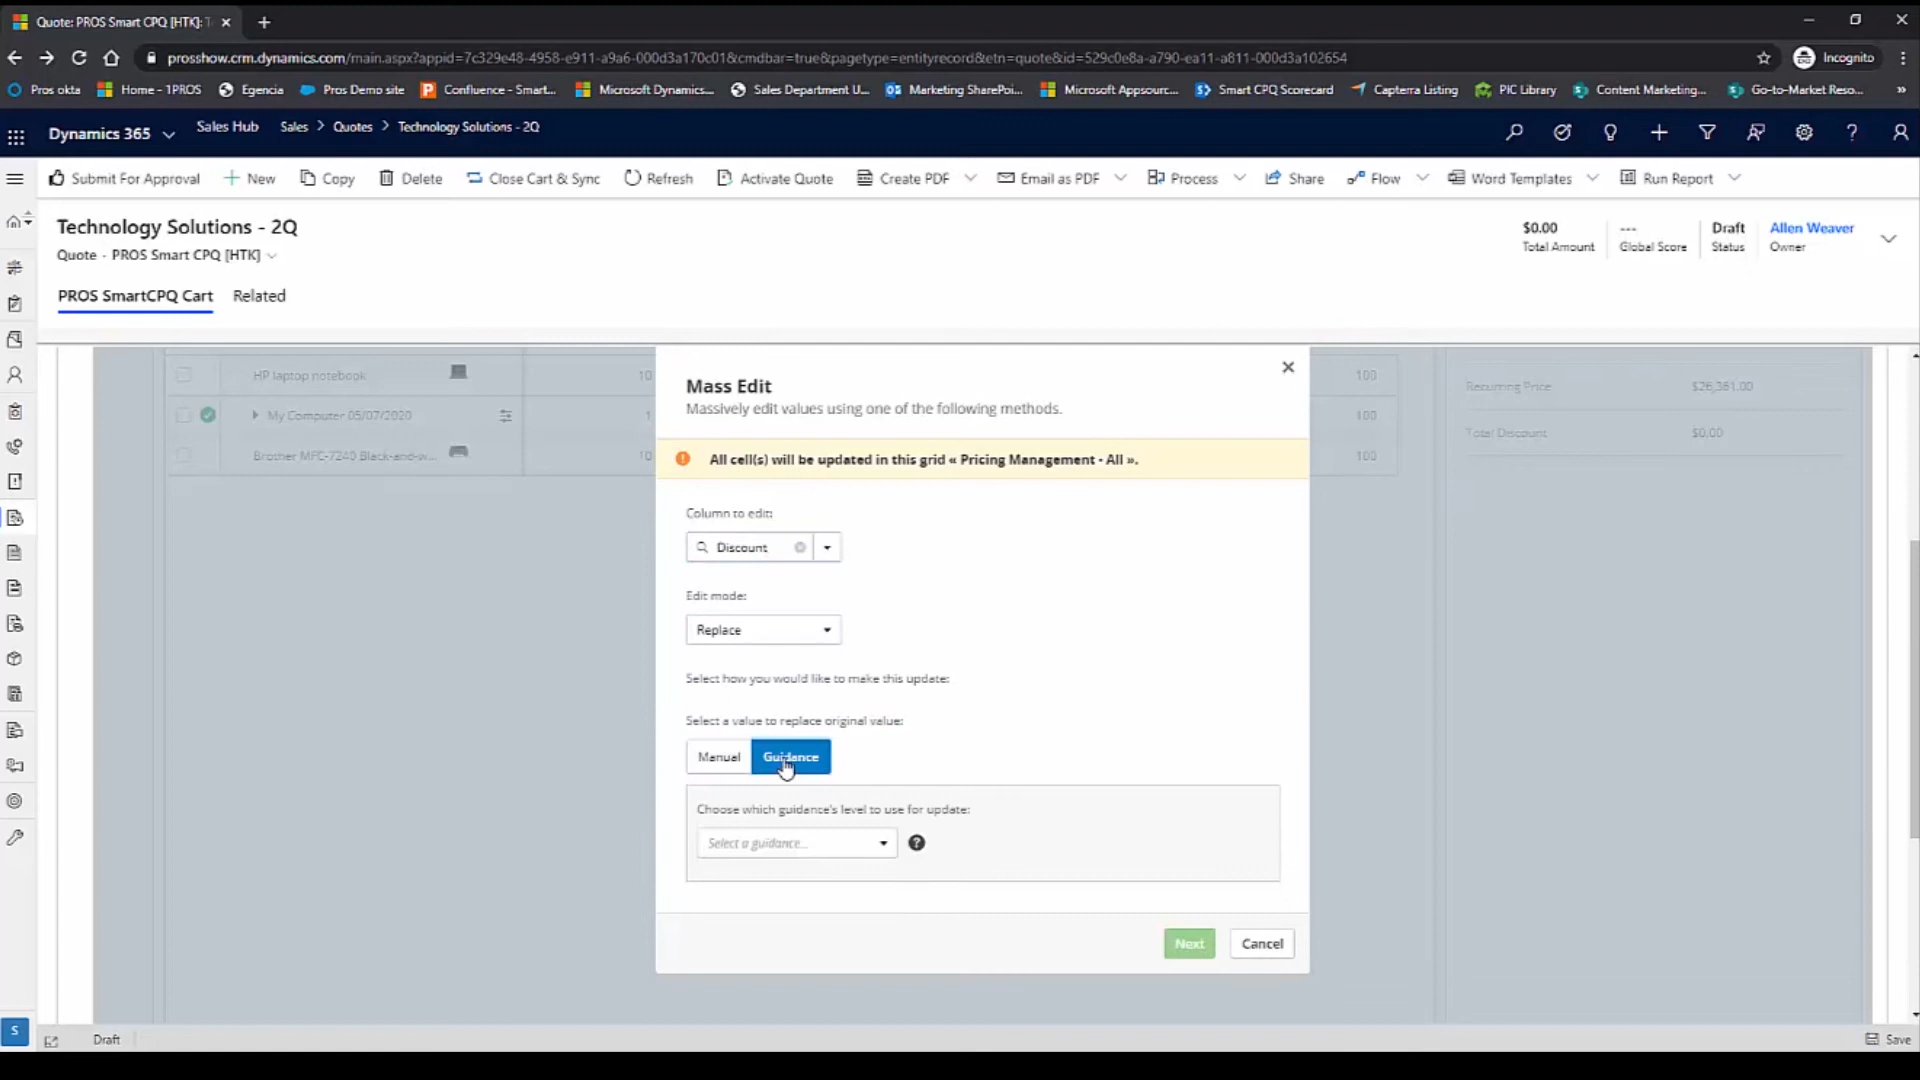 Quote: PROS Smart CPQ [HTK]: T
prosshow.crm.dynamics.com/main.aspx?appid=7c329e48-4958-e911-a9a6-000d3a170c01&cmdbar=true&pagetype=entityrecord&etn=quote&id=529c0e8a-a790-ea11-a811-000d3a102654
Incognito
Pros okta Home - 1PROS Egencia Pros Demo site Confluence - Smart... Microsoft Dynamics... Sales Department U... Marketing SharePoi... Microsoft Appsourc... Smart CPQ Scorecard Capterra Listing PIC Library Content Marketing... Go-to-Market Reso... »
Dynamics 365 Sales Hub Sales > Quotes > Technology Solutions - 2Q
Submit For Approval New Copy Delete Close Cart & Sync Refresh Activate Quote Create PDF Email as PDF Process Share Flow Word Templates Run Report
Technology Solutions - 2Q
Quote · PROS Smart CPQ [HTK]
$0.00 --- Draft Allen Weaver
Total Amount Global Score Status Owner
PROS SmartCPQ Cart Related
HP laptop notebook 10 100
My Computer 05/07/2020 1 100
Brother MFC-7240 Black-and-w... 10 100
Recurring Price $26,361.00
Total Discount $0.00
Mass Edit
Massively edit values using one of the following methods.
All cell(s) will be updated in this grid « Pricing Management - All ».
Column to edit:
Discount
Edit mode:
Replace
Select how you would like to make this update:
Select a value to replace original value:
Manual Guidance
Choose which guidance's level to use for update:
Select a guidance...
Next Cancel
S
Draft
Save